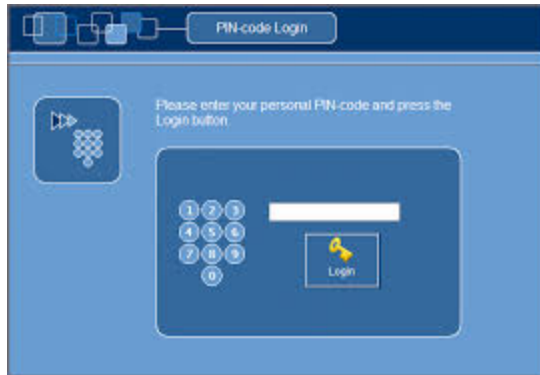 PIN-code Login
Please enter your personal PIN-code and press the
Login button
1 2 3
4 5 6
7 8 9
0
Login